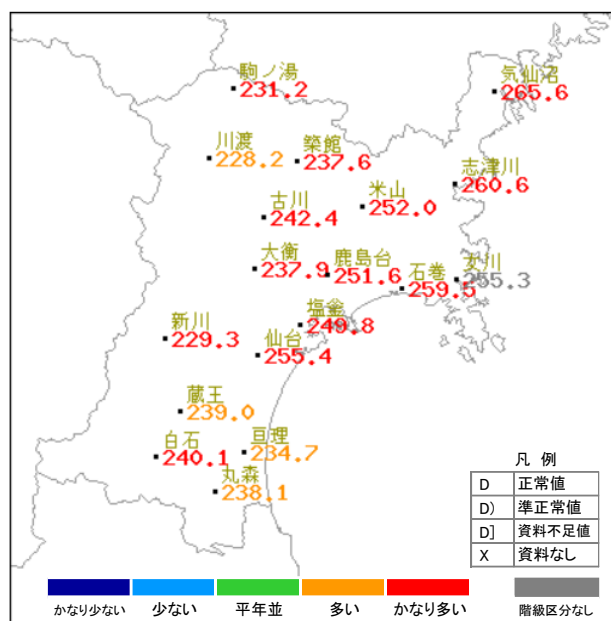 駒ノ湯
231.2
気仙沼
265.6
川渡
228.2
築館
237.6
志津川
260.6
米山
252.0
古川
242.4
大衡
237.9
鹿島台
251.6
石巻
259.5
女川
255.3
塩釜
249.8
新川
229.3
仙台
255.4
蔵王
239.0
白石
240.1
亘理
234.7
丸森
238.1
凡 例
D 正常値
D) 準正常値
D] 資料不足値
X 資料なし
かなり少ない 少ない 平年並 多い かなり多い 階級区分なし